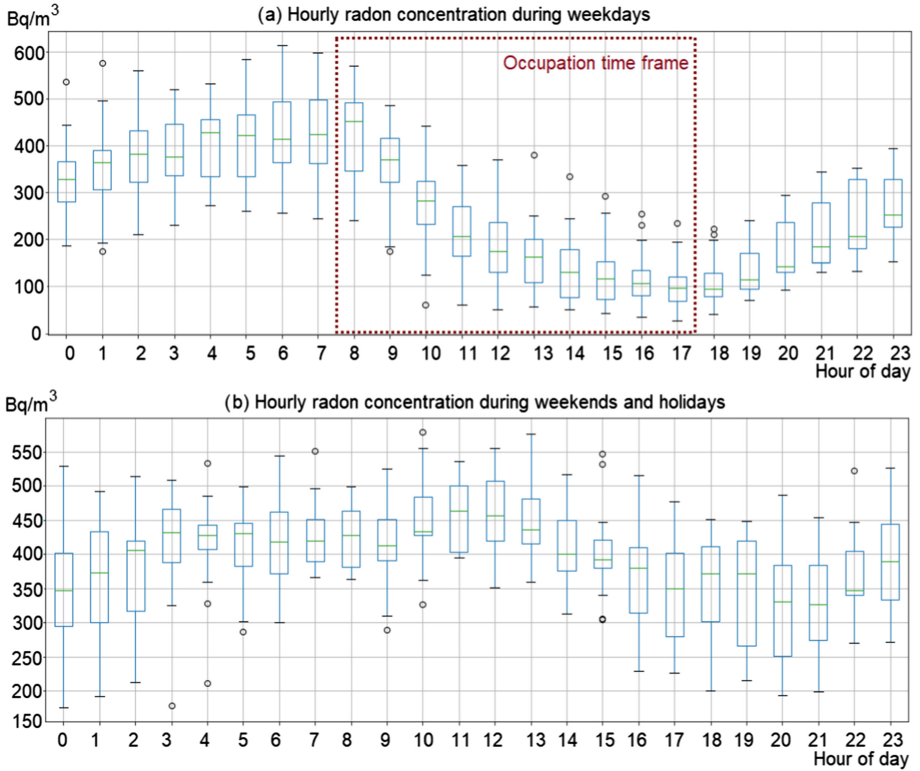 Bq/m³
(a) Hourly radon concentration during weekdays
Occupation time frame
600
500
400
300
200
100
0
0 1 2 3 4 5 6 7 8 9 10 11 12 13 14 15 16 17 18 19 20 21 22 23
Hour of day
Bq/m³
(b) Hourly radon concentration during weekends and holidays
550
500
450
400
350
300
250
200
150
0 1 2 3 4 5 6 7 8 9 10 11 12 13 14 15 16 17 18 19 20 21 22 23
Hour of day